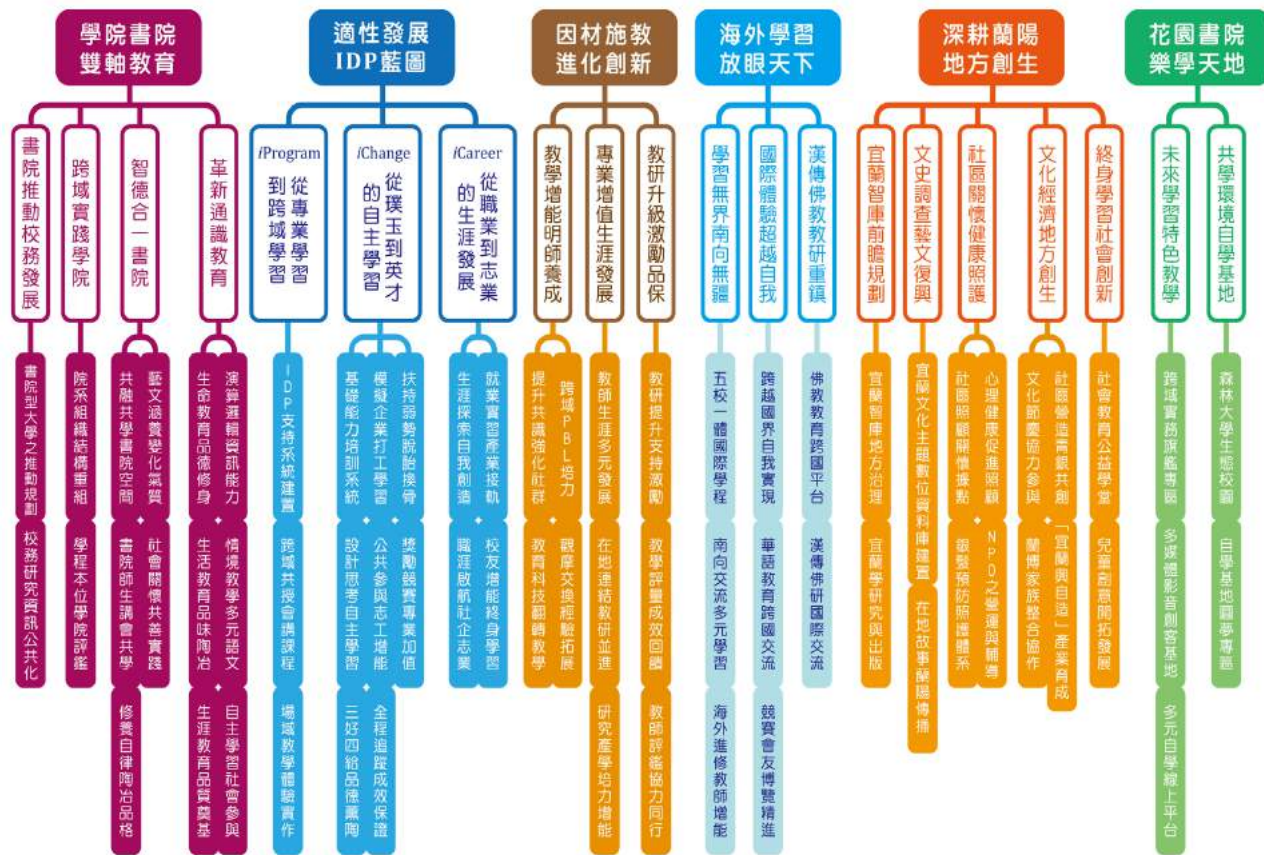 學院書院
雙軸教育
書院推動校務發展
書院型大學之推動規劃
校務研究資訊公共化
跨域實踐學院
院系組織結構重組
學程本位學院評鑑
智德合一書院
共融共學書院空間
藝文涵養變化氣質
書院師生講會共學
社會關懷共善實踐
修養自律陶冶品格
革新通識教育
生命教育品德修身
演算邏輯資訊能力
生活教育品味陶冶
情境教學多元語文
生涯教育品質奠基
自主學習社會參與
適性發展
IDP藍圖
iProgram
從專業學習
到跨域學習
IDP支持系統建置
跨域共授會講課程
場域教學體驗實作
iChange
從璞玉到英才
的自主學習
基礎能力培訓系統
模擬企業打工學習
扶持弱勢脫胎換骨
設計思考自主學習
公共參與志工增能
獎勵競賽專業加值
三好四給品德薰陶
全程追蹤成效保證
iCareer
從職業到志業
的生涯發展
生涯探索自我創造
就業實習產業接軌
職涯啟航社企志業
校友增能終身學習
因材施教
進化創新
教學增能明師養成
提升共識強化社群
跨域PBL培力
教育科技翻轉教學
觀摩交換經驗拓展
專業增值生涯發展
教師生涯多元發展
在地連結教研並進
研究產學培力增能
教研升級激勵品保
教研提升支持激勵
教學評量成效回饋
教師評鑑協力同行
海外學習
放眼天下
學習無界南向無疆
五校一體國際學程
南向交流多元學習
海外進修教師增能
國際體驗超越自我
跨越國界自我實現
華語教育跨國交流
競賽會友博覽精進
漢傳佛教教研重鎮
佛教教育跨國平台
漢傳佛研國際交流
深耕蘭陽
地方創生
宜蘭智庫前瞻規劃
宜蘭智庫地方治理
宜蘭學研究與出版
文史調查藝文復興
宜蘭文化主題數位資料庫建置
在地故事蘭陽傳播
社區關懷健康照護
社區照顧關懷據點
心理健康促進照顧
銀髮預防照護體系
NPO之營運與輔導
文化經濟地方創生
文化節慶協力參與
社區營造青銀共創
蘭博家族整合協作
「宜蘭興自造」產業育成
終身學習社會創新
社會教育公益學堂
兒童創意開拓發展
花園書院
樂學天地
未來學習特色教學
跨域實務旗艦專區
多媒體影音創客基地
多元自學線上平台
共學環境自學基地
森林大學生態校園
自學基地圓夢專區